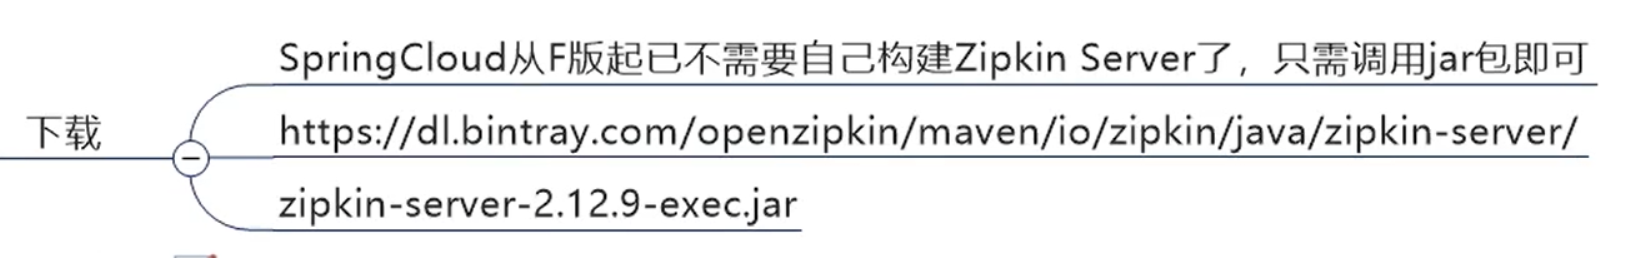 SpringCloud从F版起已不需要自己构建Zipkin Server了，只需调用jar包即可
下载
https://dl.bintray.com/openzipkin/maven/io/zipkin/java/zipkin-server/
zipkin-server-2.12.9-exec.jar